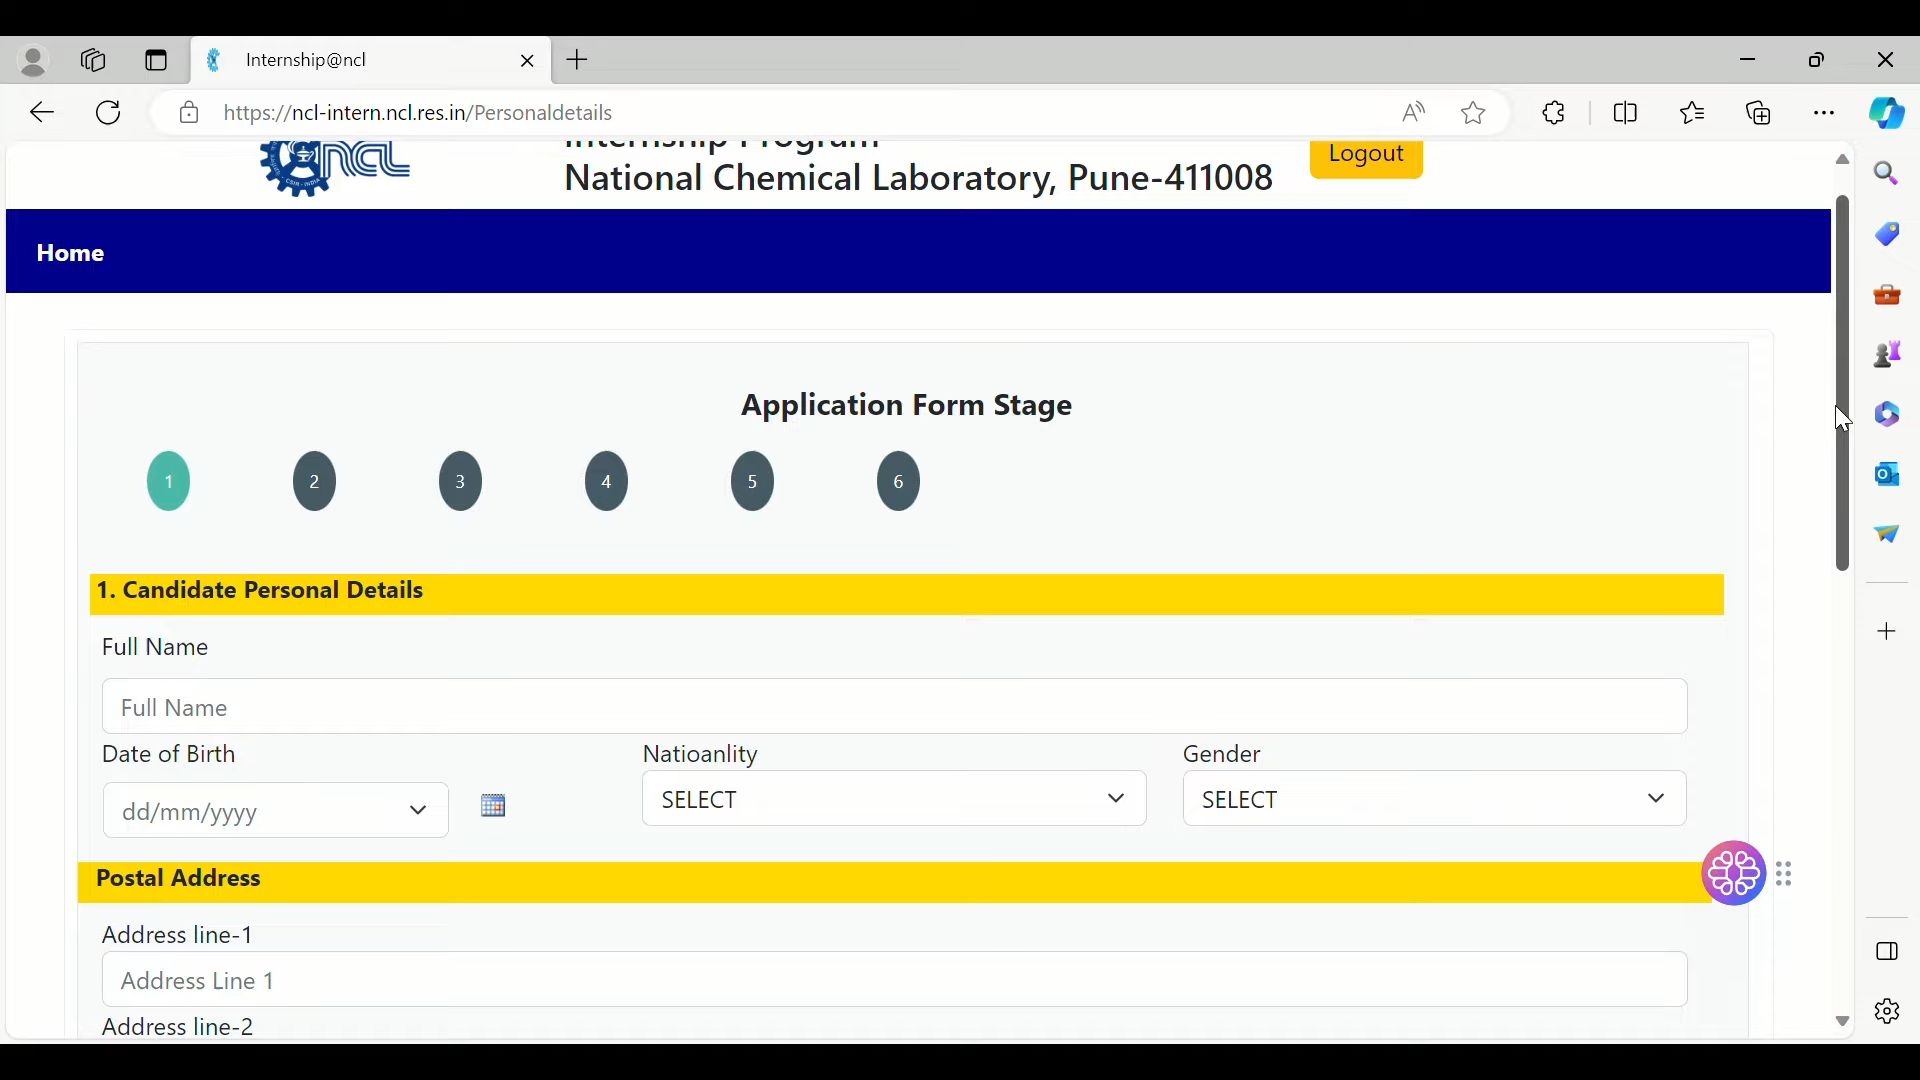 Internship@ncl
https://ncl-intern.ncl.res.in/Personaldetails
ncl
Internship Program
National Chemical Laboratory, Pune-411008
Logout
Home
Application Form Stage
1 2 3 4 5 6
1. Candidate Personal Details
Full Name
Full Name
Date of Birth Natioanlity Gender
dd/mm/yyyy SELECT SELECT
Postal Address
Address line-1
Address Line 1
Address line-2